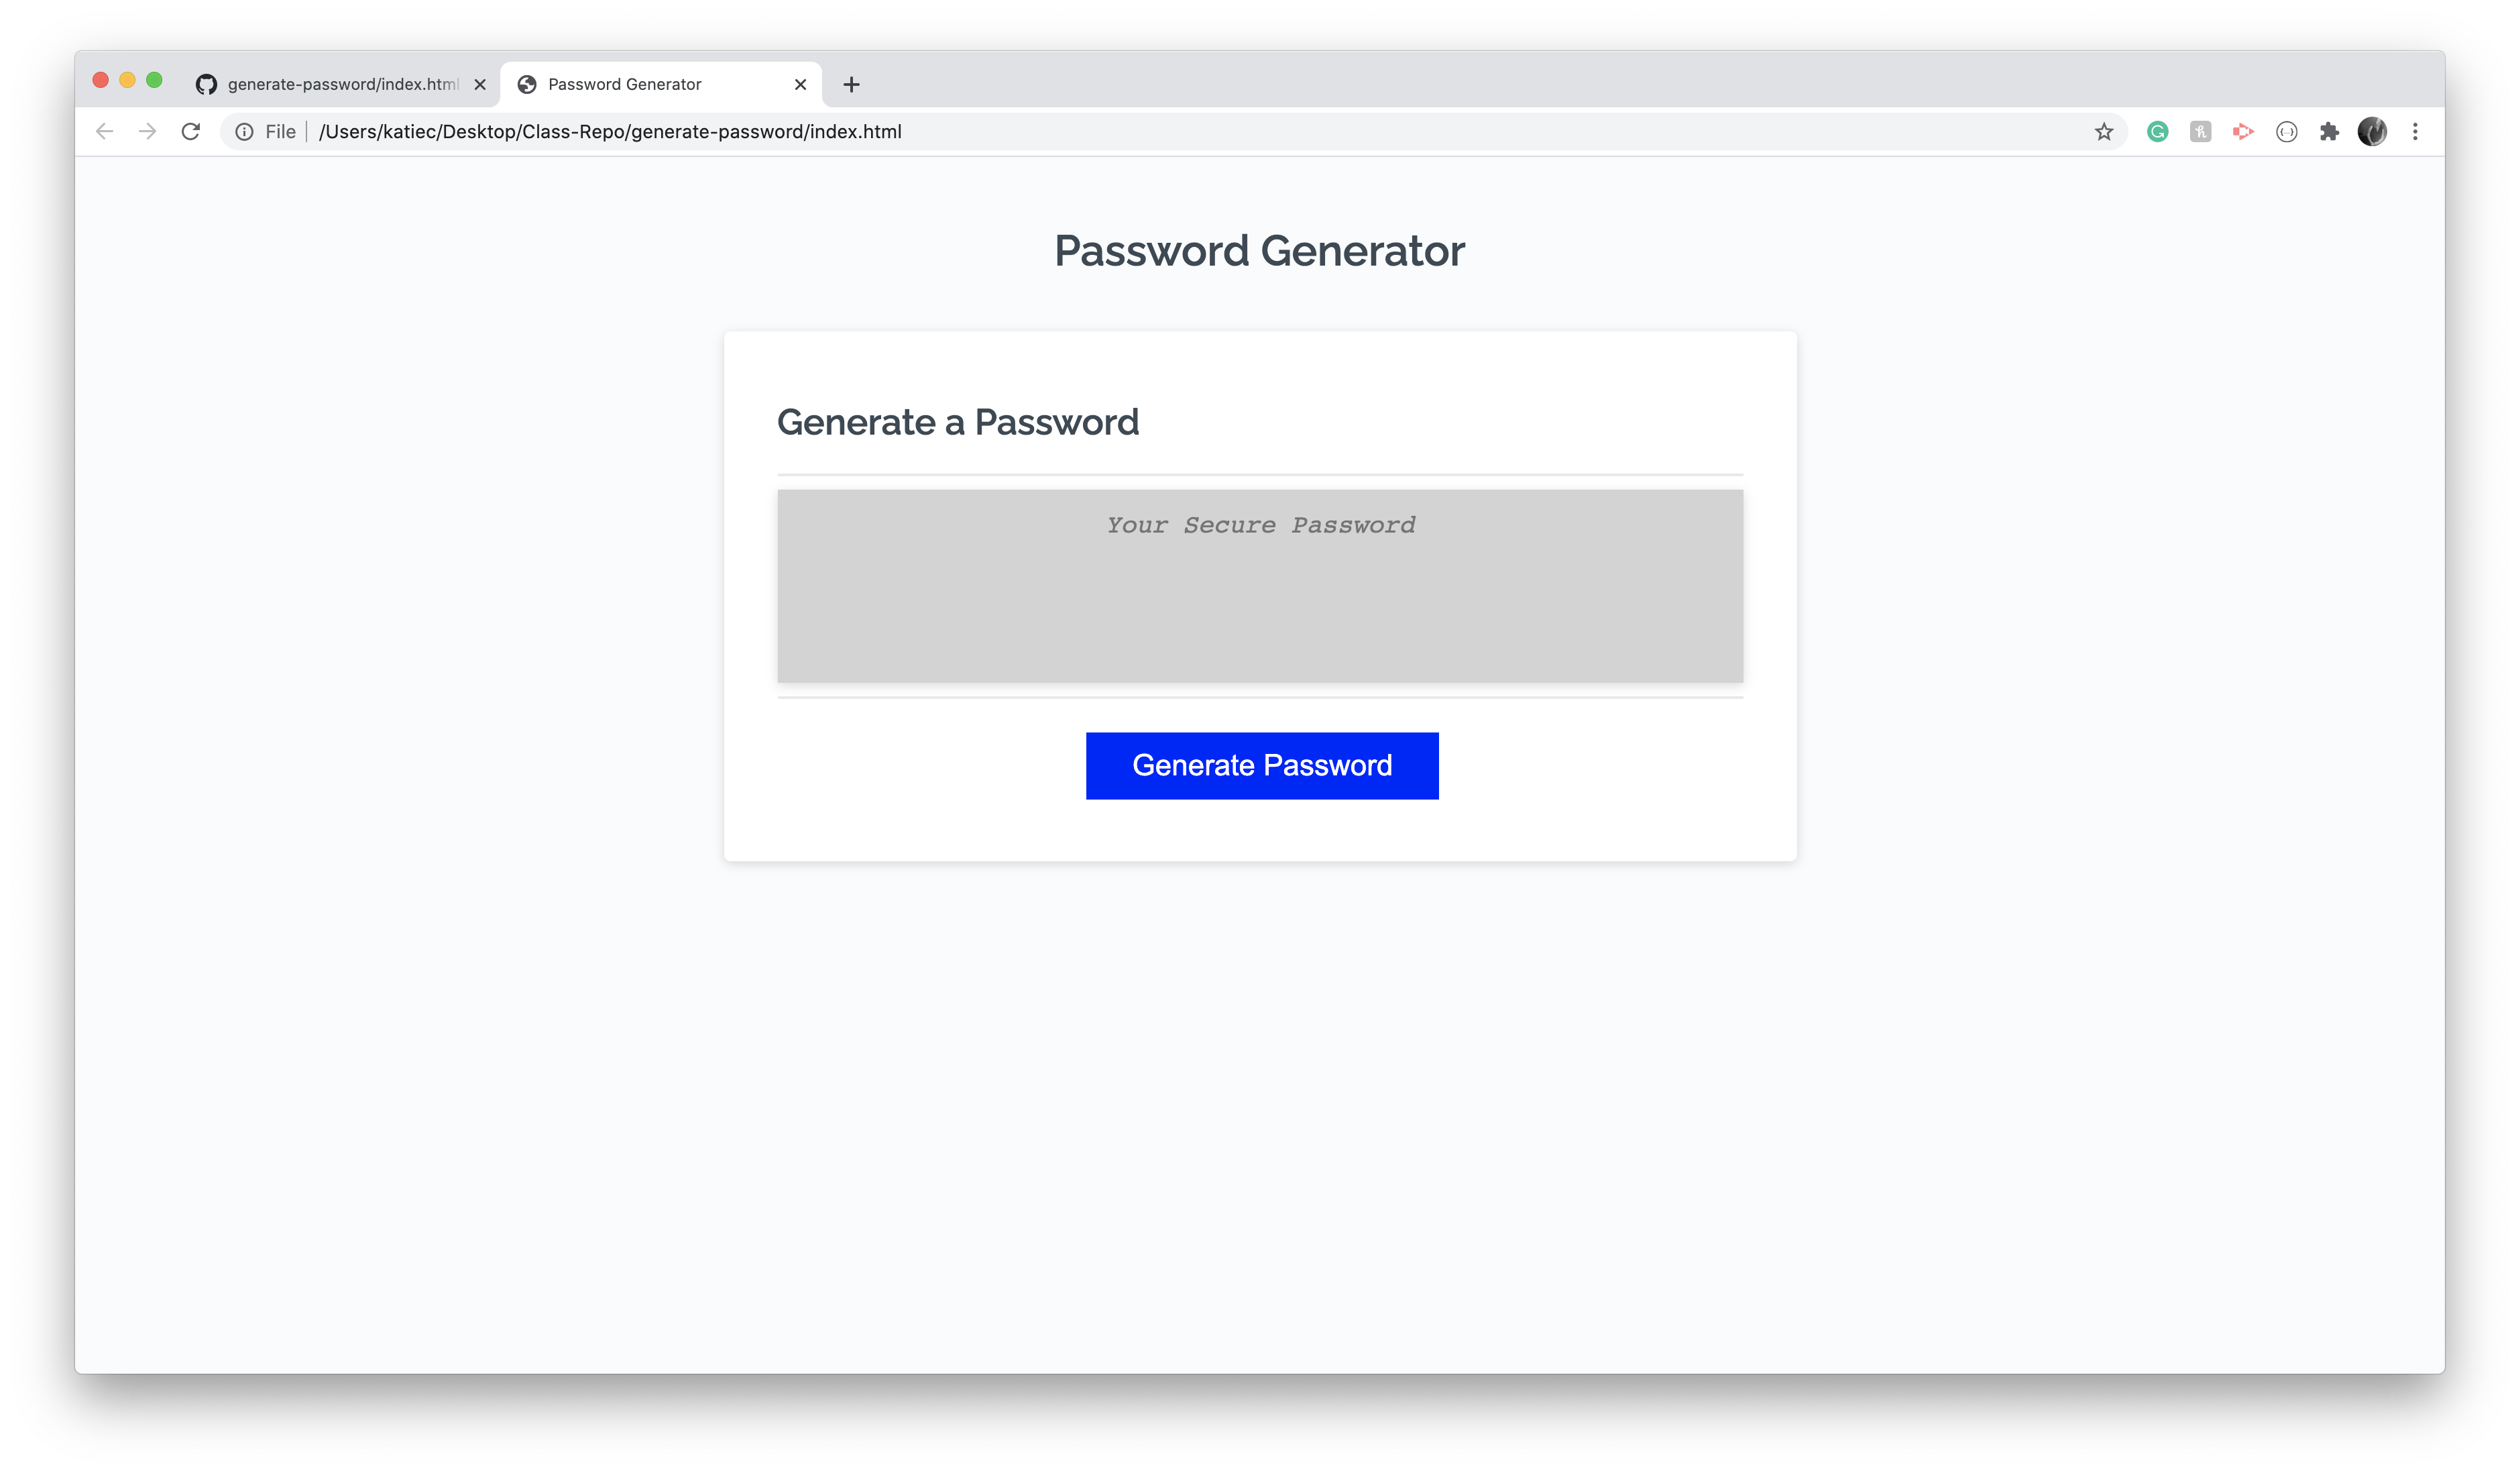 generate-password/index.html
Password Generator
File
/Users/katiec/Desktop/Class-Repo/generate-password/index.html
Password Generator
Generate a Password
Your Secure Password
Generate Password